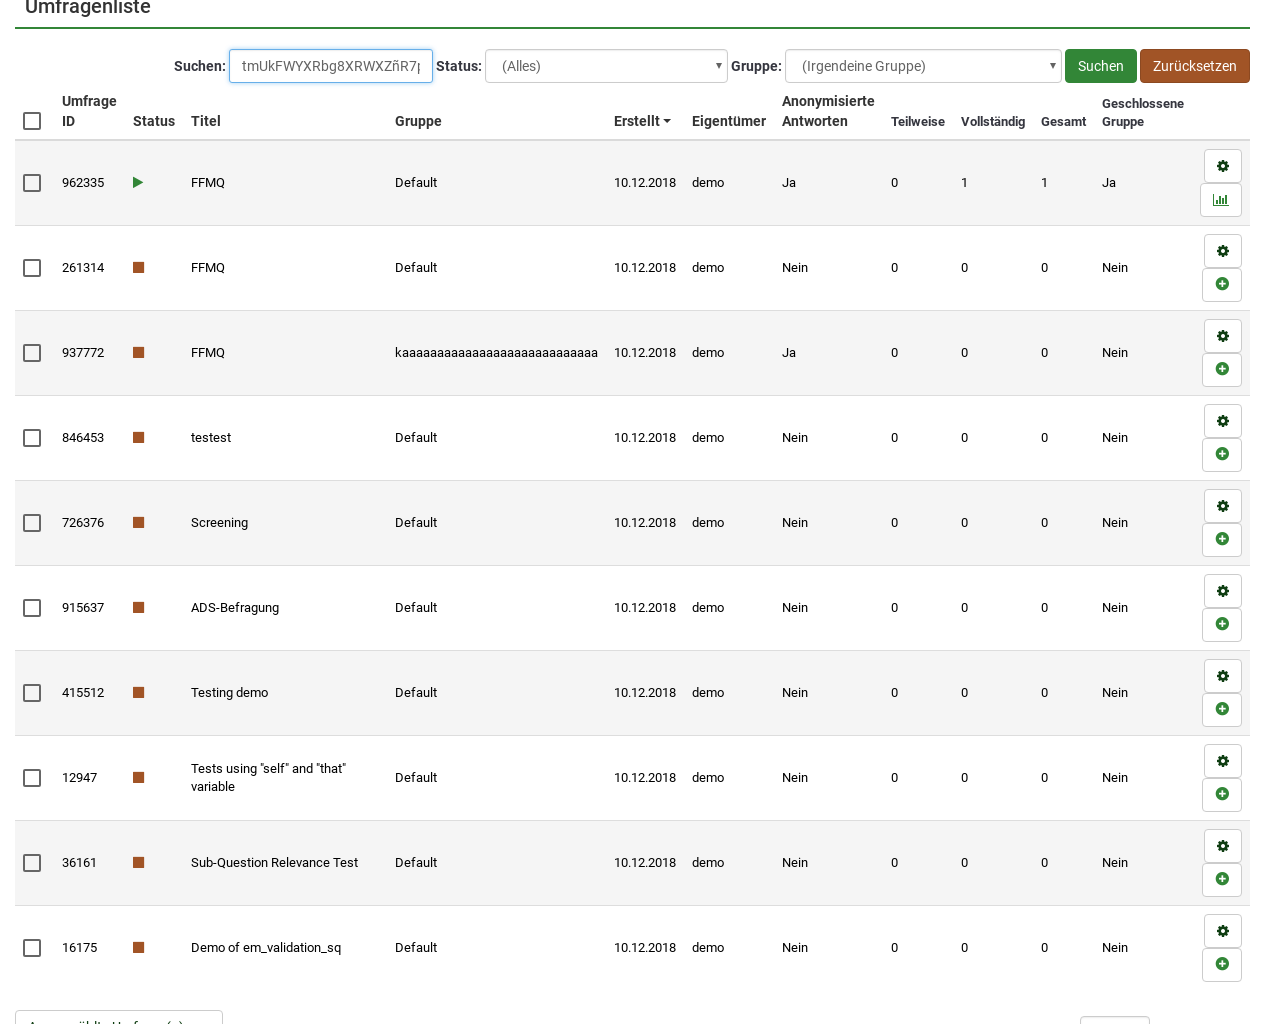 Umfragenliste
Suchen: tmUkFWYXRbg8XRWXZñR7 Status: (Alles) Gruppe: (Irgendeine Gruppe) Suchen Zurücksetzen
Umfrage ID Status Titel Gruppe Erstellt Eigentümer Anonymisierte Antworten Teilweise Vollständig Gesamt Geschlossene Gruppe
962335 FFMQ Default 10.12.2018 demo Ja 0 1 1 Ja
261314 FFMQ Default 10.12.2018 demo Nein 0 0 0 Nein
937772 FFMQ kaaaaaaaaaaaaaaaaaaaaaaaaaaaa 10.12.2018 demo Ja 0 0 0 Nein
846453 testest Default 10.12.2018 demo Nein 0 0 0 Nein
726376 Screening Default 10.12.2018 demo Nein 0 0 0 Nein
915637 ADS-Befragung Default 10.12.2018 demo Nein 0 0 0 Nein
415512 Testing demo Default 10.12.2018 demo Nein 0 0 0 Nein
12947 Tests using "self" and "that" variable Default 10.12.2018 demo Nein 0 0 0 Nein
36161 Sub-Question Relevance Test Default 10.12.2018 demo Nein 0 0 0 Nein
16175 Demo of em_validation_sq Default 10.12.2018 demo Nein 0 0 0 Nein